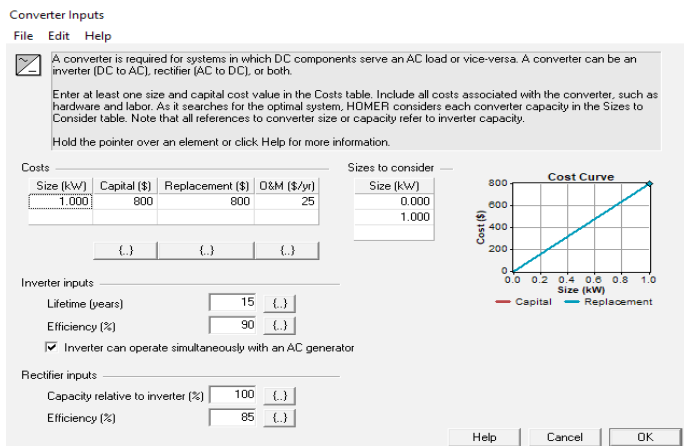 Converter Inputs
File Edit Help
A converter is required for systems in which DC components serve an AC load or vice-versa. A converter can be an
inverter (DC to AC), rectifier (AC to DC), or both.
Enter at least one size and capital cost value in the Costs table. Include all costs associated with the converter, such as
hardware and labor. As it searches for the optimal system, HOMER considers each converter capacity in the Sizes to
Consider table. Note that all references to converter size or capacity refer to inverter capacity.
Hold the pointer over an element or click Help for more information.
Costs
Size (kW) Capital ($) Replacement ($) O&M ($/yr)
1.000 800 800 25
{..} {..} {..}
Sizes to consider
Size (kW)
0.000
1.000
Cost Curve
800
600
400
200
0
Cost ($)
0.0 0.2 0.4 0.6 0.8 1.0
Size (kW)
Capital Replacement
Inverter inputs
Lifetime (years) 15 {..}
Efficiency (%) 90 {..}
Inverter can operate simultaneously with an AC generator
Rectifier inputs
Capacity relative to inverter (%) 100 {..}
Efficiency (%) 85 {..}
Help Cancel OK